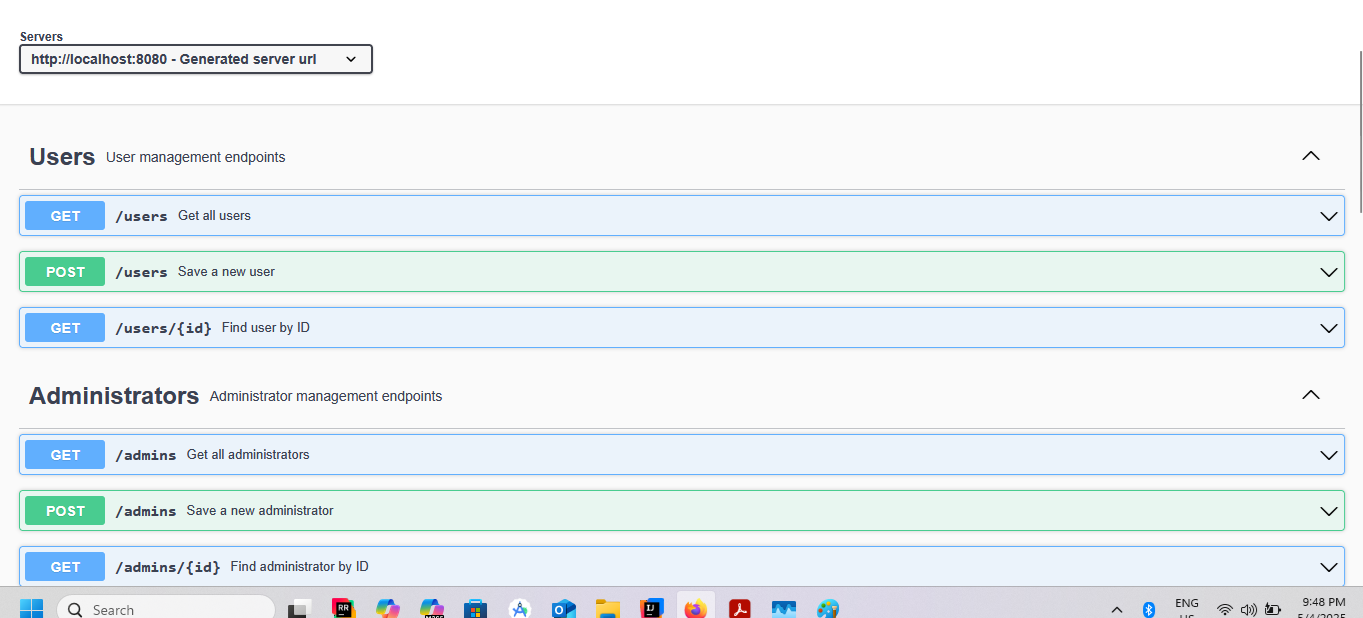 Servers
http://localhost:8080 - Generated server url
Users User management endpoints
GET /users Get all users
POST /users Save a new user
GET /users/{id} Find user by ID
Administrators Administrator management endpoints
GET /admins Get all administrators
POST /admins Save a new administrator
GET /admins/{id} Find administrator by ID
Search
RR
IJ
ENG
9:48 PM